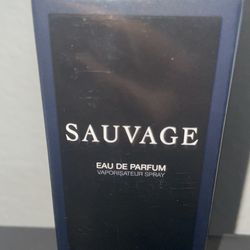 SAUVAGE
EAU DE PARFUM
VAPORISATEUR SPRAY